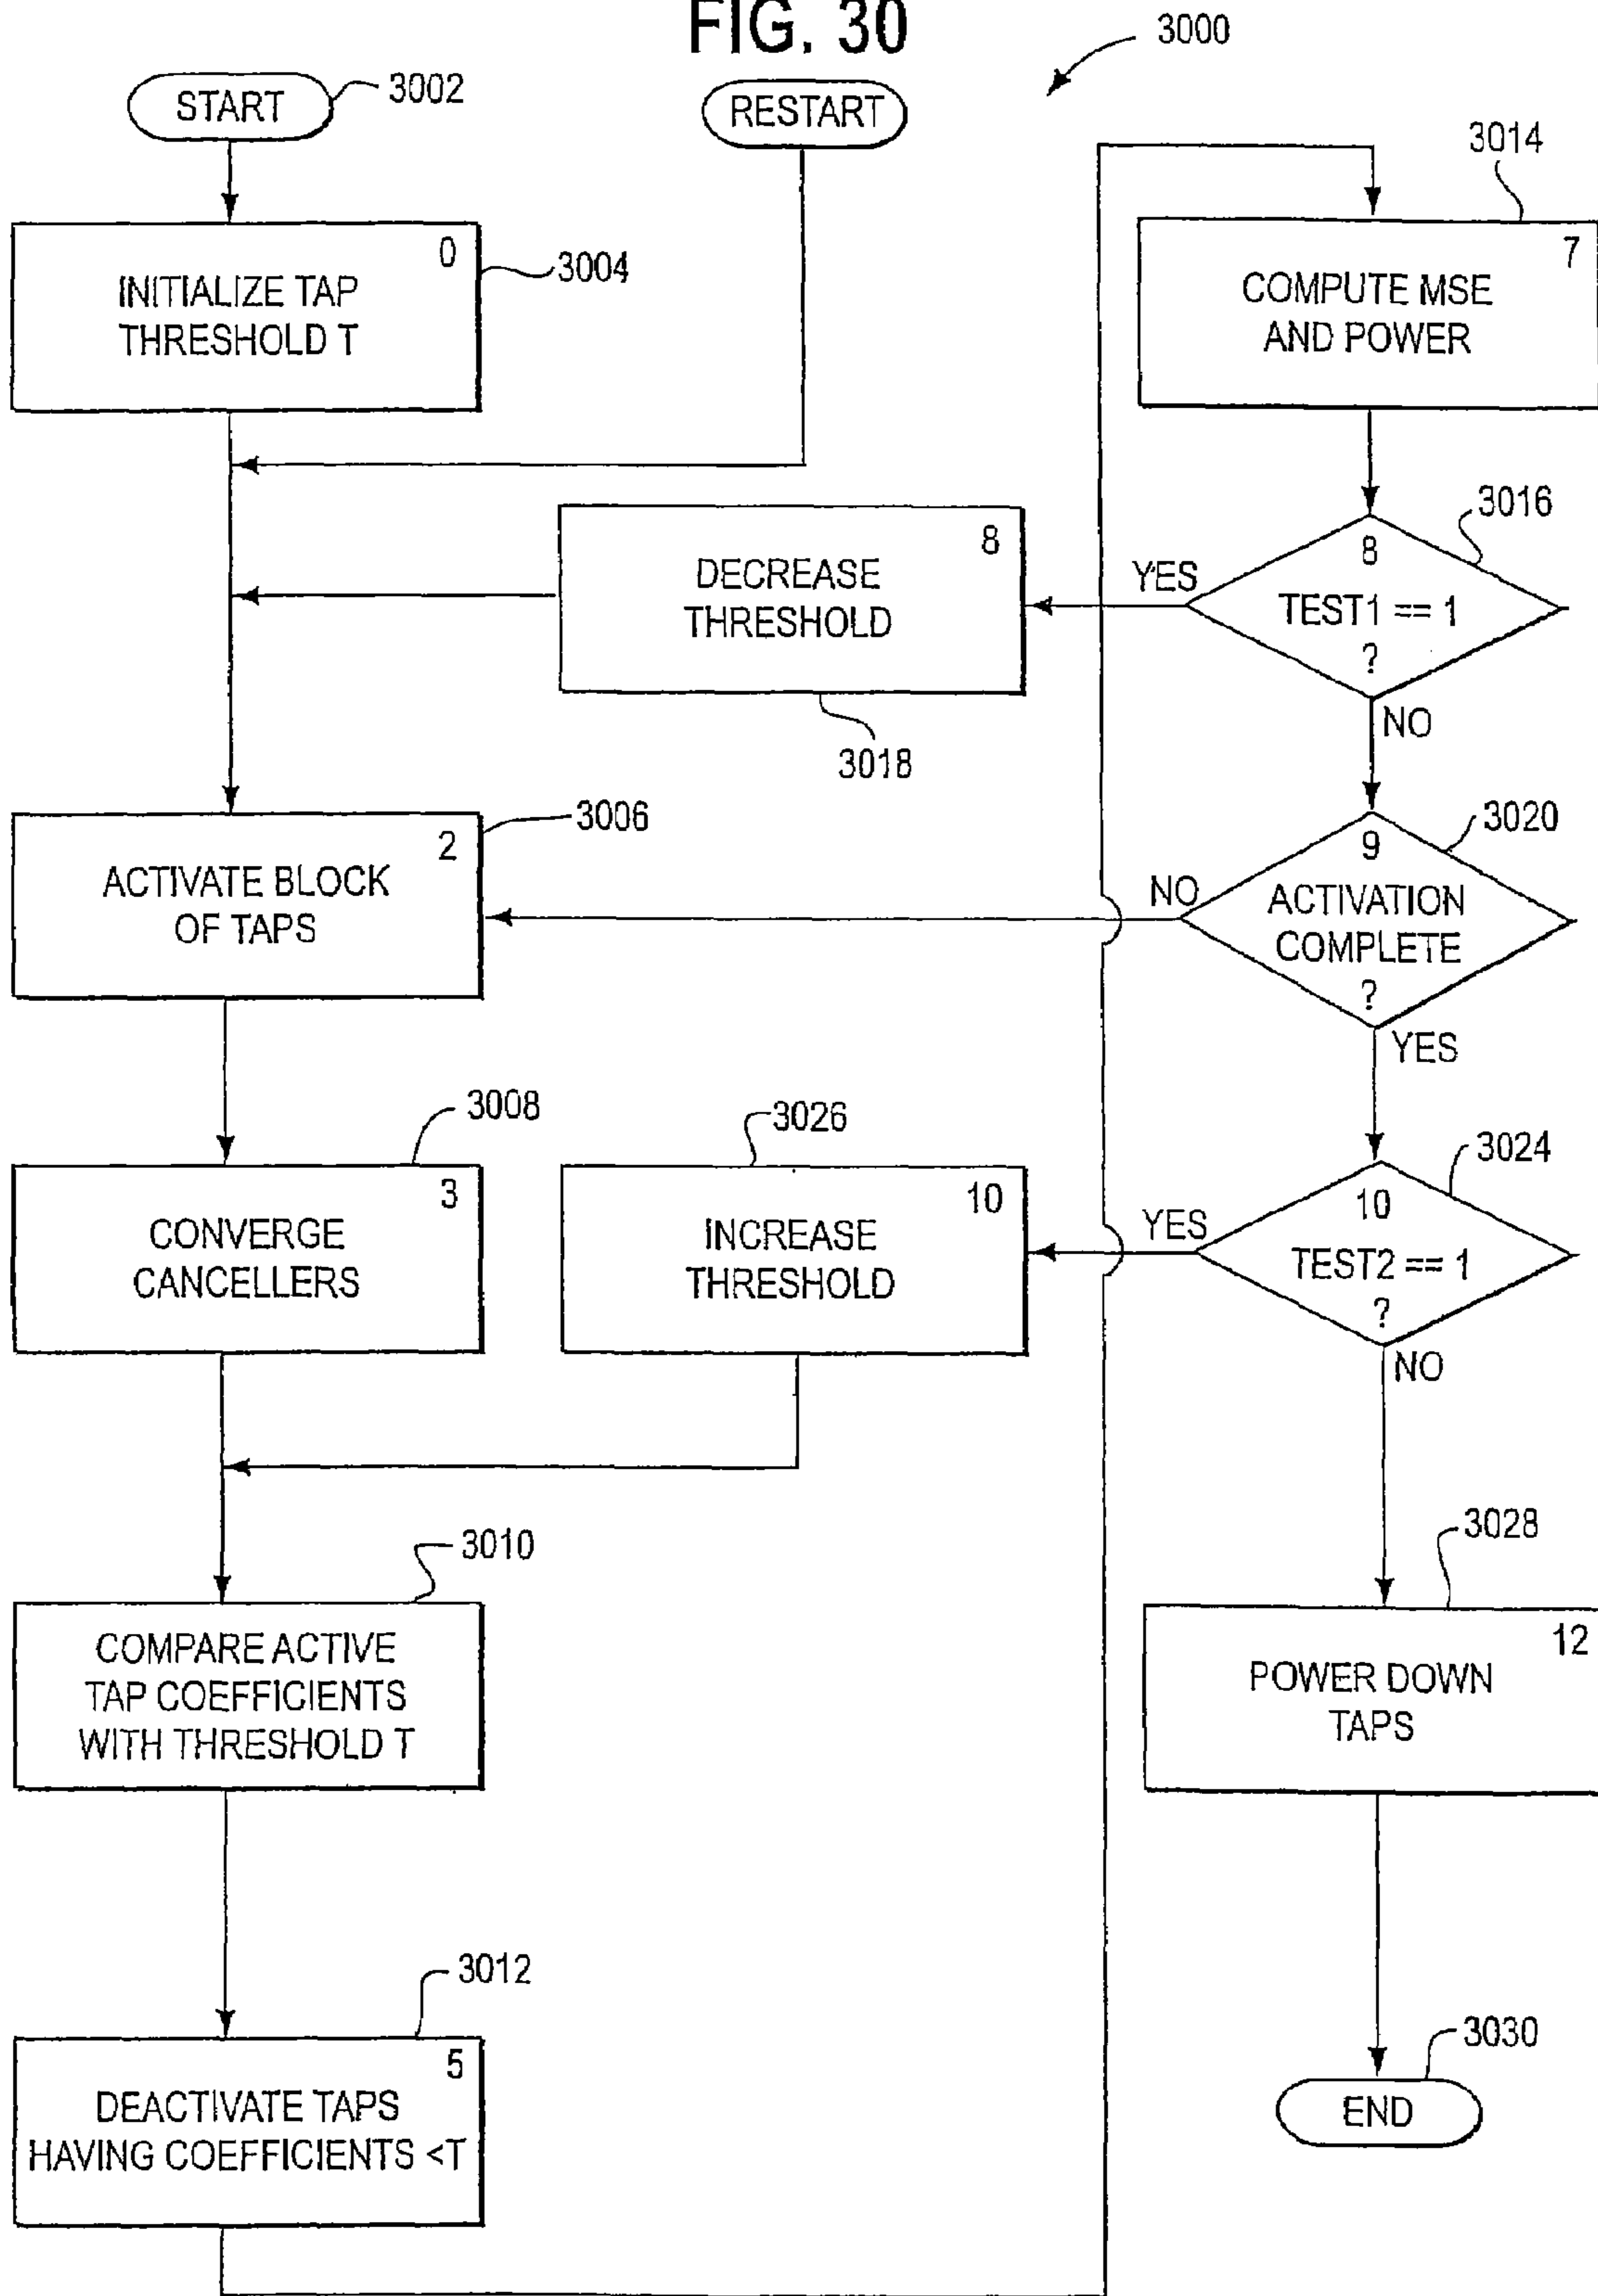 FIG. 30
3000
START
3002
RESTART
0
INITIALIZE TAP
THRESHOLD T
3004
3014
7
COMPUTE MSE
AND POWER
8
DECREASE
THRESHOLD
3018
YES
3016
8
TEST1 == 1
?
NO
2
ACTIVATE BLOCK
OF TAPS
3006
NO
3020
9
ACTIVATION
COMPLETE
?
YES
3008
3
CONVERGE
CANCELLERS
3026
10
INCREASE
THRESHOLD
YES
3024
10
TEST2 == 1
?
NO
3010
COMPARE ACTIVE
TAP COEFFICIENTS
WITH THRESHOLD T
3028
12
POWER DOWN
TAPS
3012
5
DEACTIVATE TAPS
HAVING COEFFICIENTS <T
3030
END